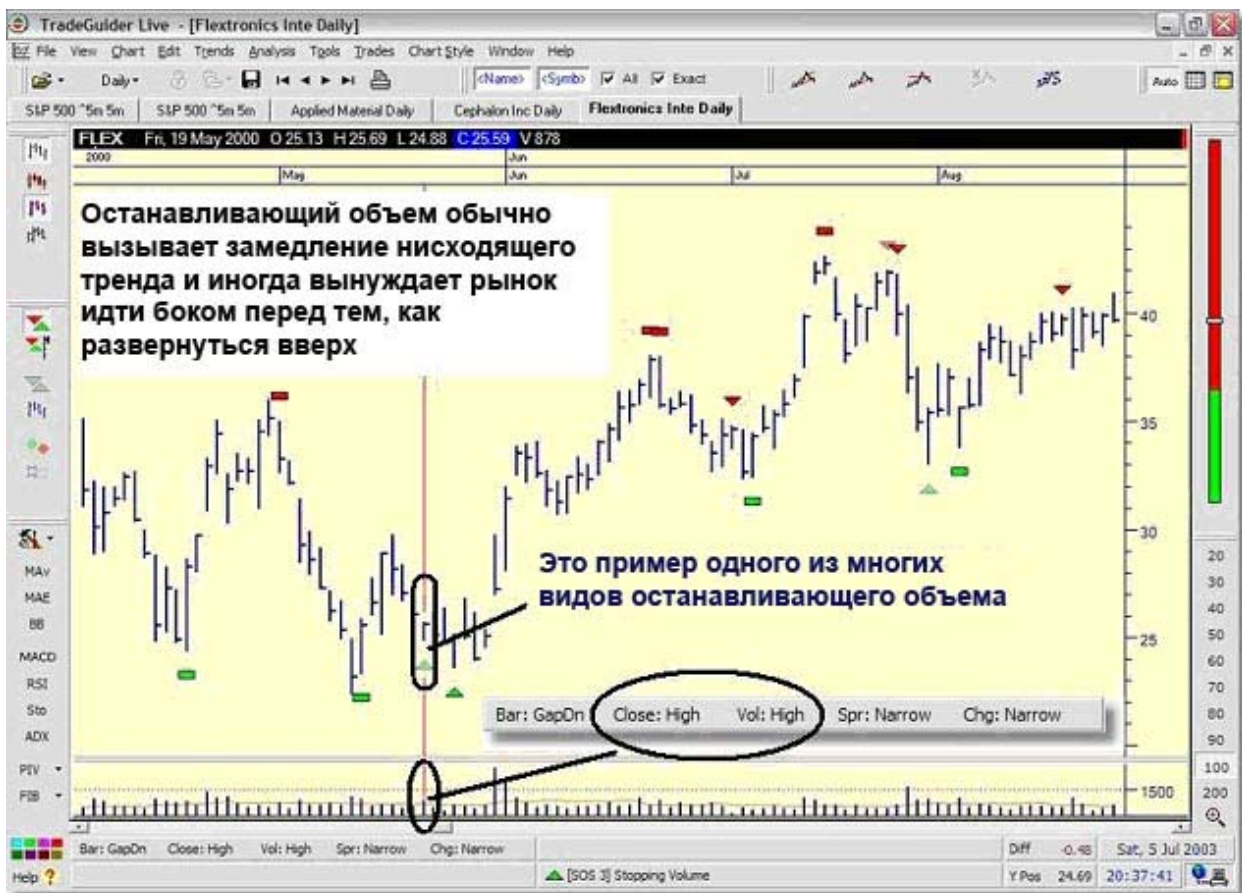 TradeGuider Live - [Flextronics Inte Daily]
File View Chart Edit Trends Analysis Tools Trades Chart Style Window Help
Daily <Name> <Symb> All Exact Auto
S&P 500 ^5m 5m S&P 500 ^5m 5m Applied Material Daily Cephalon Inc Daily Flextronics Inte Daily
FLEX Fri, 19 May 2000 O 25.13 H 25.69 L 24.88 C 25.59 V 878
2000 Jun
May Jun Jul Aug
Останавливающий объем обычно
вызывает замедление нисходящего
тренда и иногда вынуждает рынок
идти боком перед тем, как
развернуться вверх
40
35
30
Это пример одного из многих
видов останавливающего объема
25
Bar: GapDn Close: High Vol: High Spr: Narrow Chg: Narrow
1500
MAv
MAE
BB
MACD
RSI
Sto
ADX
PIV
FIB
20
30
40
50
60
70
80
90
100
200
Bar: GapDn Close: High Vol: High Spr: Narrow Chg: Narrow Diff -0.48 Sat, 5 Jul 2003
Help ? [SOS 3] Stopping Volume Y Pos 24.69 20:37:41